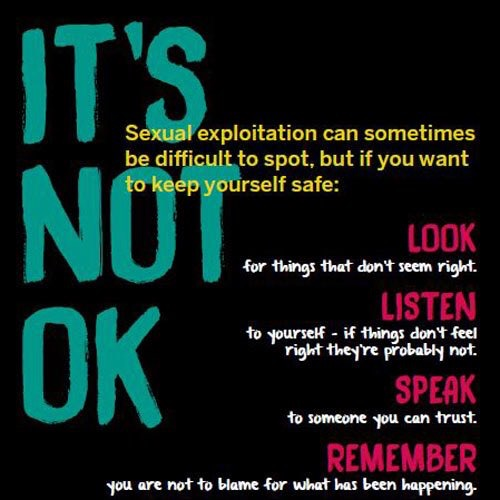 IT'S
NOT
OK
Sexual exploitation can sometimes
be difficult to spot, but if you want
to keep yourself safe:
LOOK
for things that don't seem right.
LISTEN
to yourself - if things don't feel
right they're probably not.
SPEAK
to someone you can trust.
REMEMBER
you are not to blame for what has been happening.